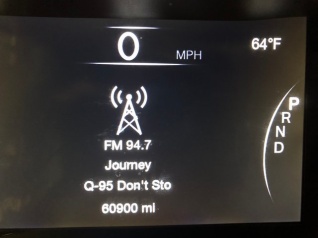 0 MPH 64°F
FM 94.7
Journey
Q-95 Don't Sto
60900 mi
P
R
N
D